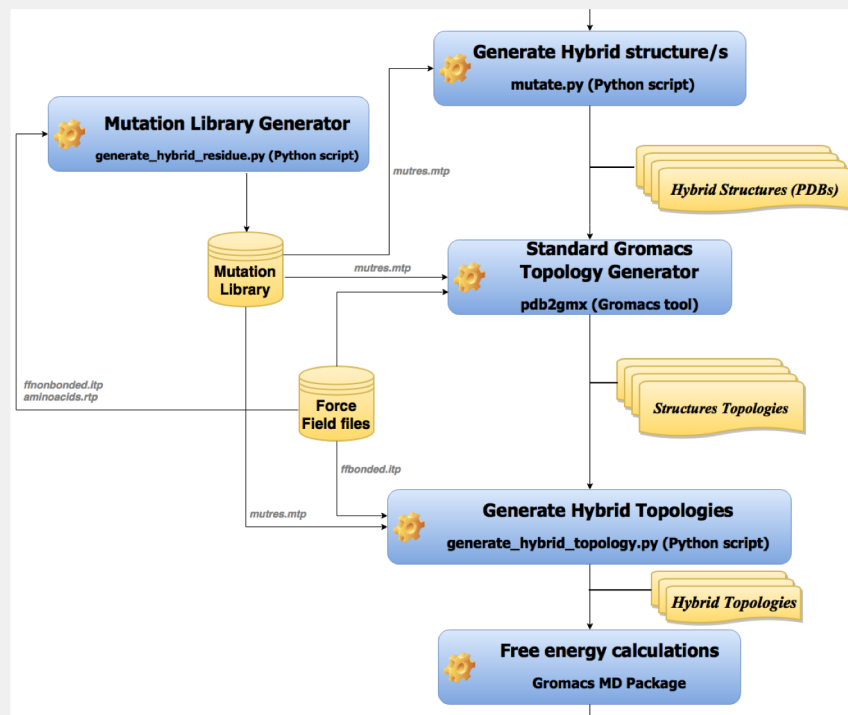 Generate Hybrid structure/s
mutate.py (Python script)
Mutation Library Generator
generate_hybrid_residue.py (Python script)
mutres.mtp
Hybrid Structures (PDBs)
Mutation
Library
mutres.mtp
Standard Gromacs
Topology Generator
pdb2gmx (Gromacs tool)
ffnonbonded.itp
aminoacids.rtp
Force
Field files
Structures Topologies
ffbonded.itp
mutres.mtp
Generate Hybrid Topologies
generate_hybrid_topology.py (Python script)
Hybrid Topologies
Free energy calculations
Gromacs MD Package